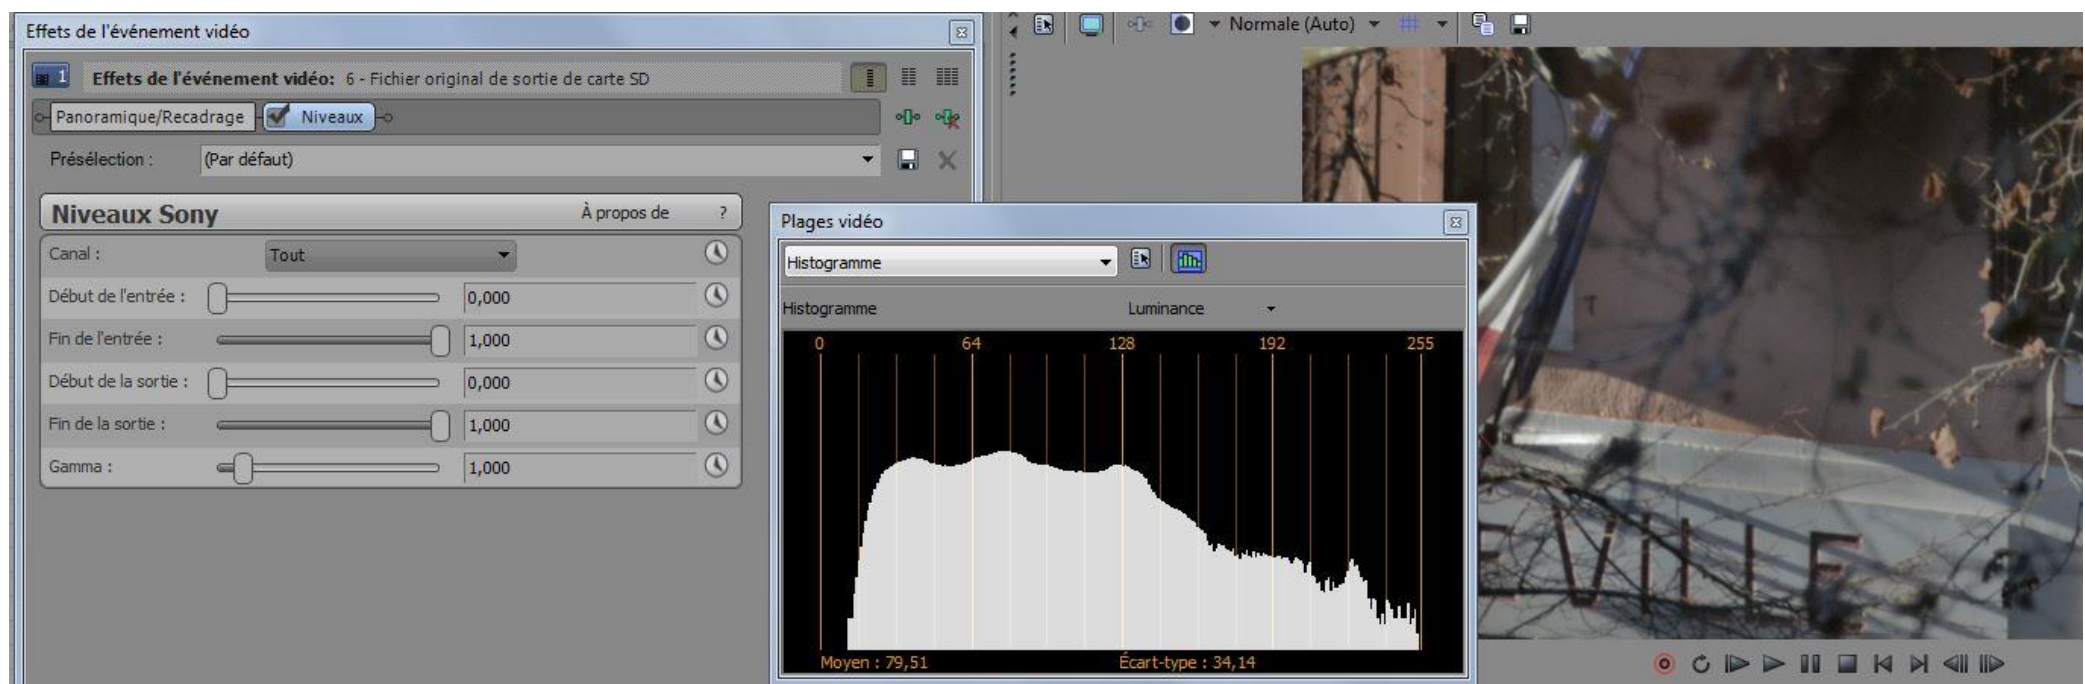 Effets de l'événement vidéo
1 Effets de l'événement vidéo: 6 - Fichier original de sortie de carte SD
Panoramique/Recadrage Niveaux
Présélection : (Par défaut)
Niveaux Sony À propos de ?
Canal : Tout
Début de l'entrée : 0,000
Fin de l'entrée : 1,000
Début de la sortie : 0,000
Fin de la sortie : 1,000
Gamma : 1,000
Plages vidéo
Histogramme
Histogramme Luminance
0 64 128 192 255
Moyen : 79,51 Écart-type : 34,14
Normale (Auto)
EVILLE